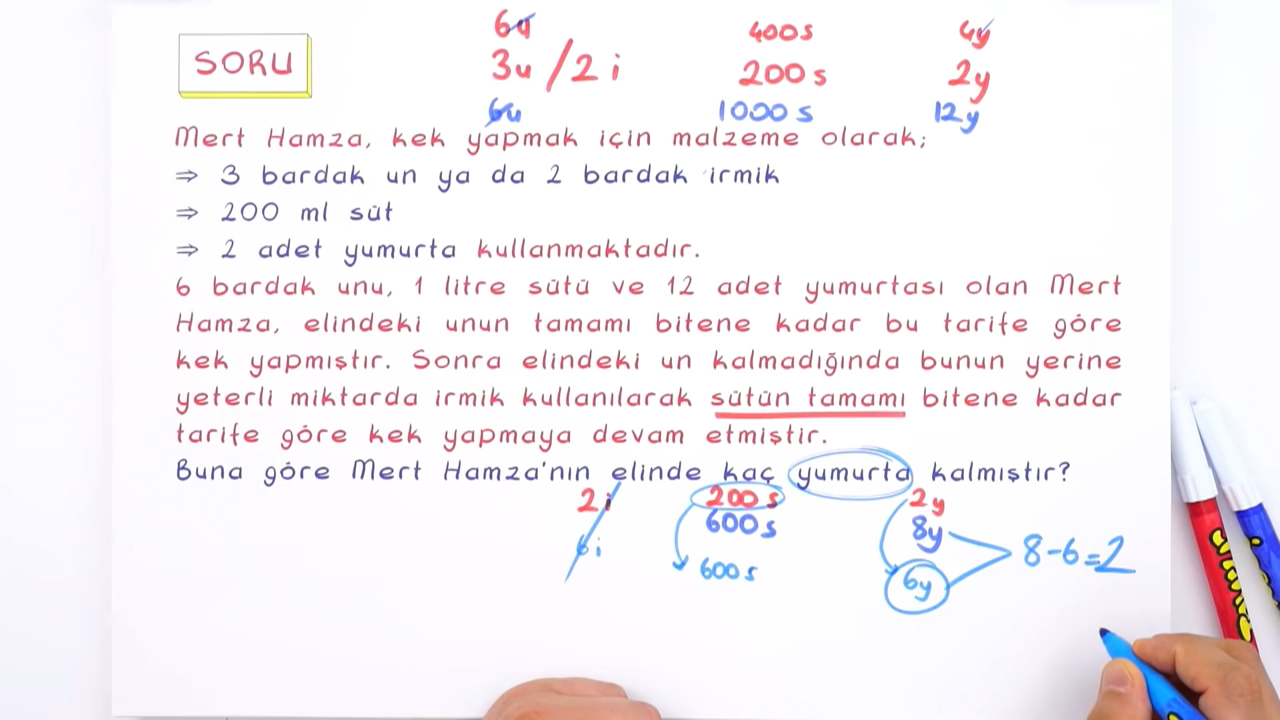 6u 400s 4y
SORU 3u / 2 i 200 s 2y
6u 1000 s 12y
Mert Hamza, kek yapmak için malzeme olarak;
⇒ 3 bardak un ya da 2 bardak irmik
⇒ 200 ml süt
⇒ 2 adet yumurta kullanmaktadır.
6 bardak unu, 1 litre sütü ve 12 adet yumurtası olan Mert
Hamza, elindeki unun tamamı bitene kadar bu tarife göre
kek yapmıştır. Sonra elindeki un kalmadığında bunun yerine
yeterli miktarda irmik kullanılarak sütün tamamı bitene kadar
tarife göre kek yapmaya devam etmiştir.
Buna göre Mert Hamza'nın elinde kaç yumurta kalmıştır?
2i 200 s 2y
600s 8y
6i 600s 6y 8-6=2